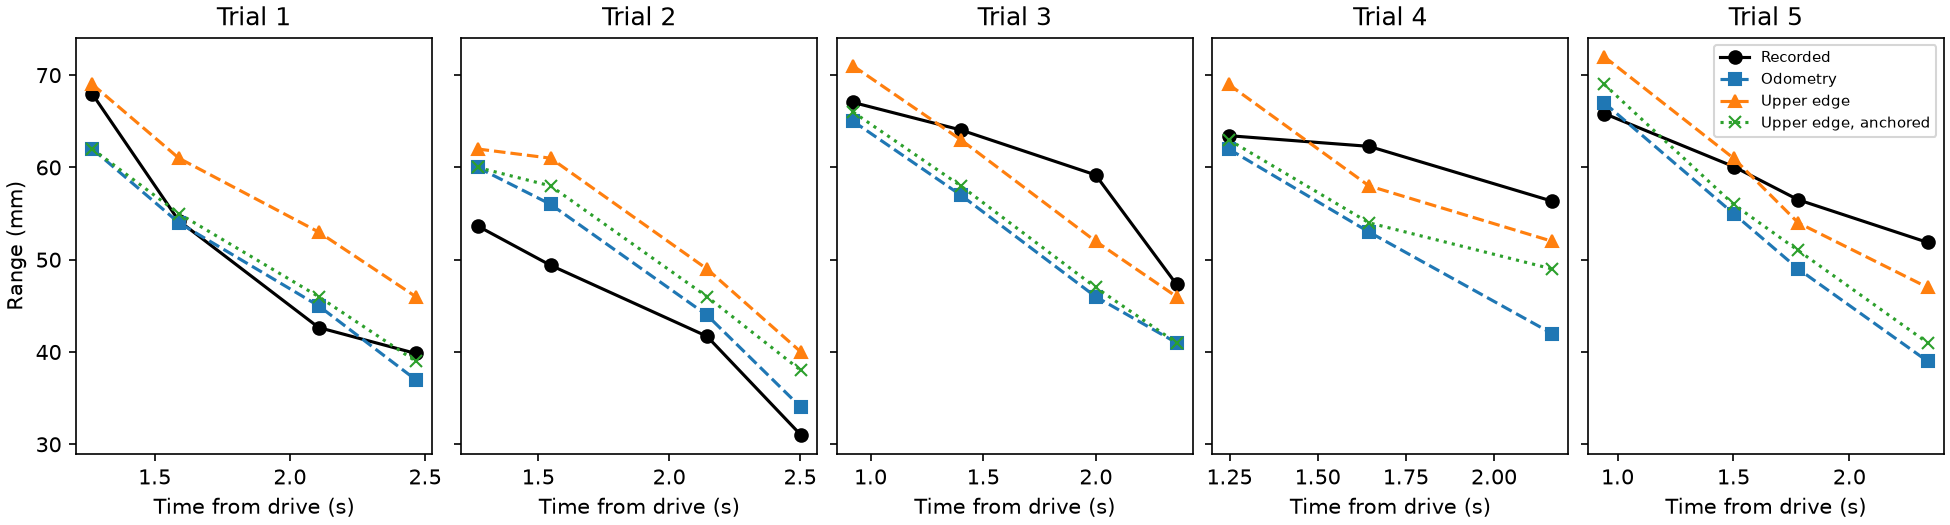 Trial 1
Trial 2
Trial 3
Trial 4
Trial 5
Range (mm)
70
60
50
40
30
Recorded
Odometry
Upper edge
Upper edge, anchored
1.5 2.0 2.5
1.5 2.0 2.5
1.0 1.5 2.0
1.25 1.50 1.75 2.00
1.0 1.5 2.0
Time from drive (s)
Time from drive (s)
Time from drive (s)
Time from drive (s)
Time from drive (s)